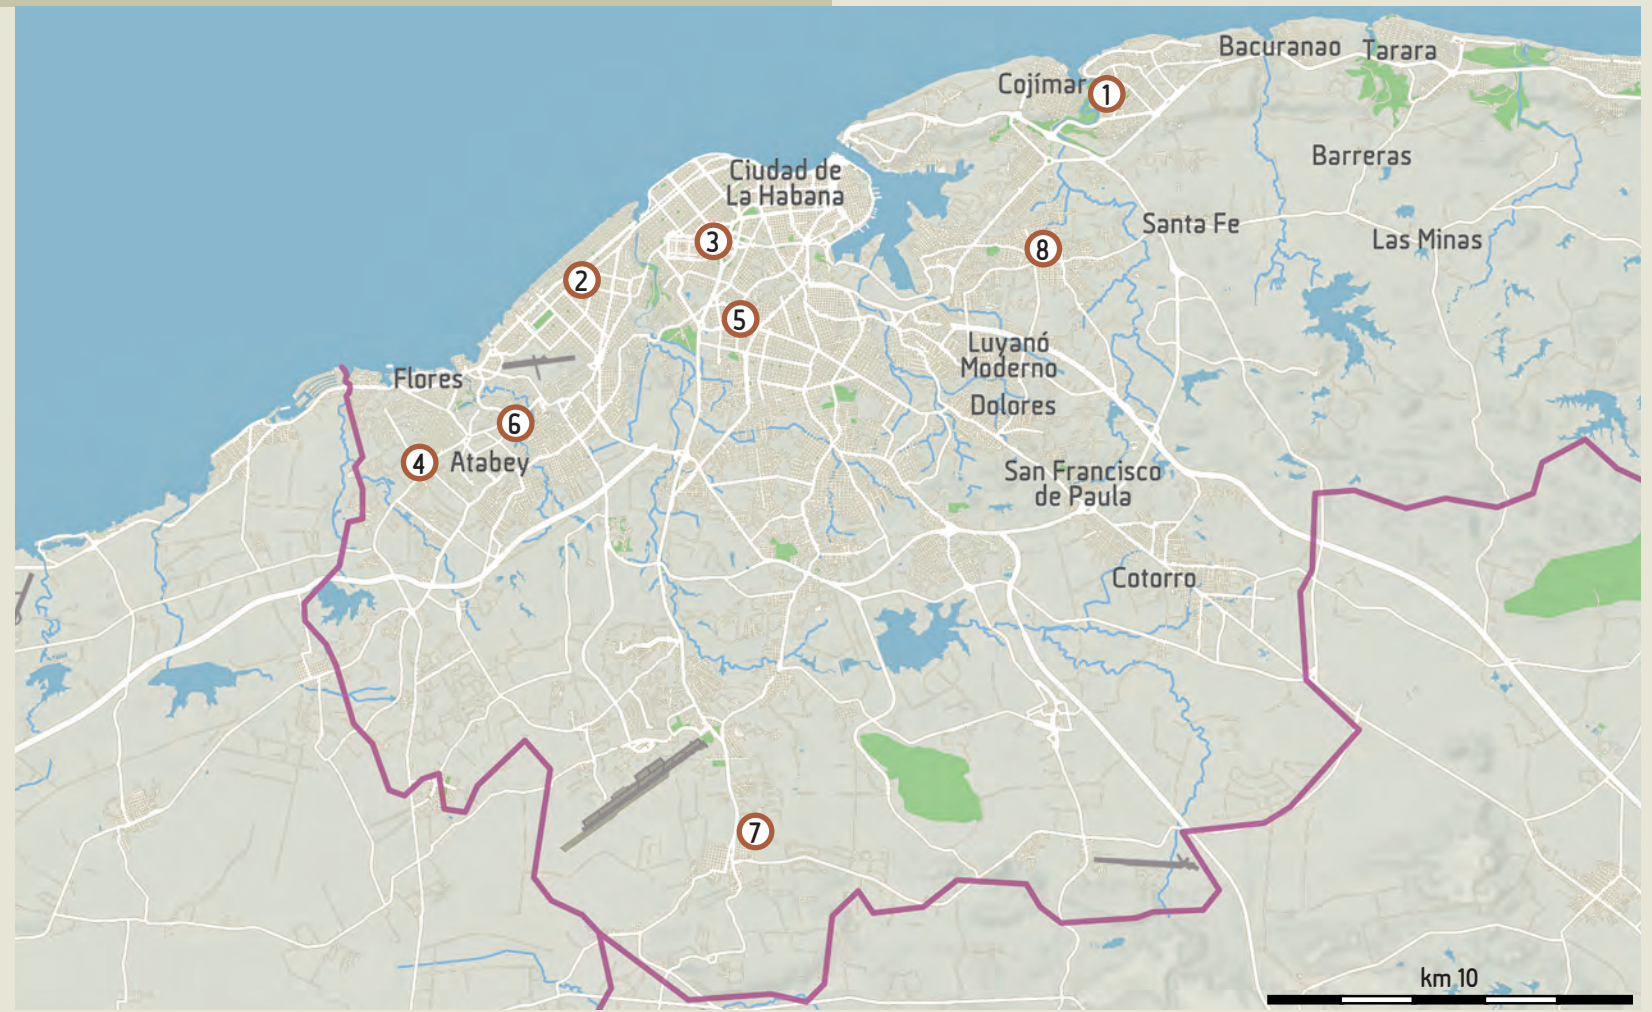 Bacuranao
Tarara
Cojímar
1
Barreras
Ciudad de
La Habana
Santa Fe
Las Minas
3
8
2
5
Luyanó
Moderno
Flores
Dolores
6
4
Atabey
San Francisco
de Paula
Cotorro
7
km 10